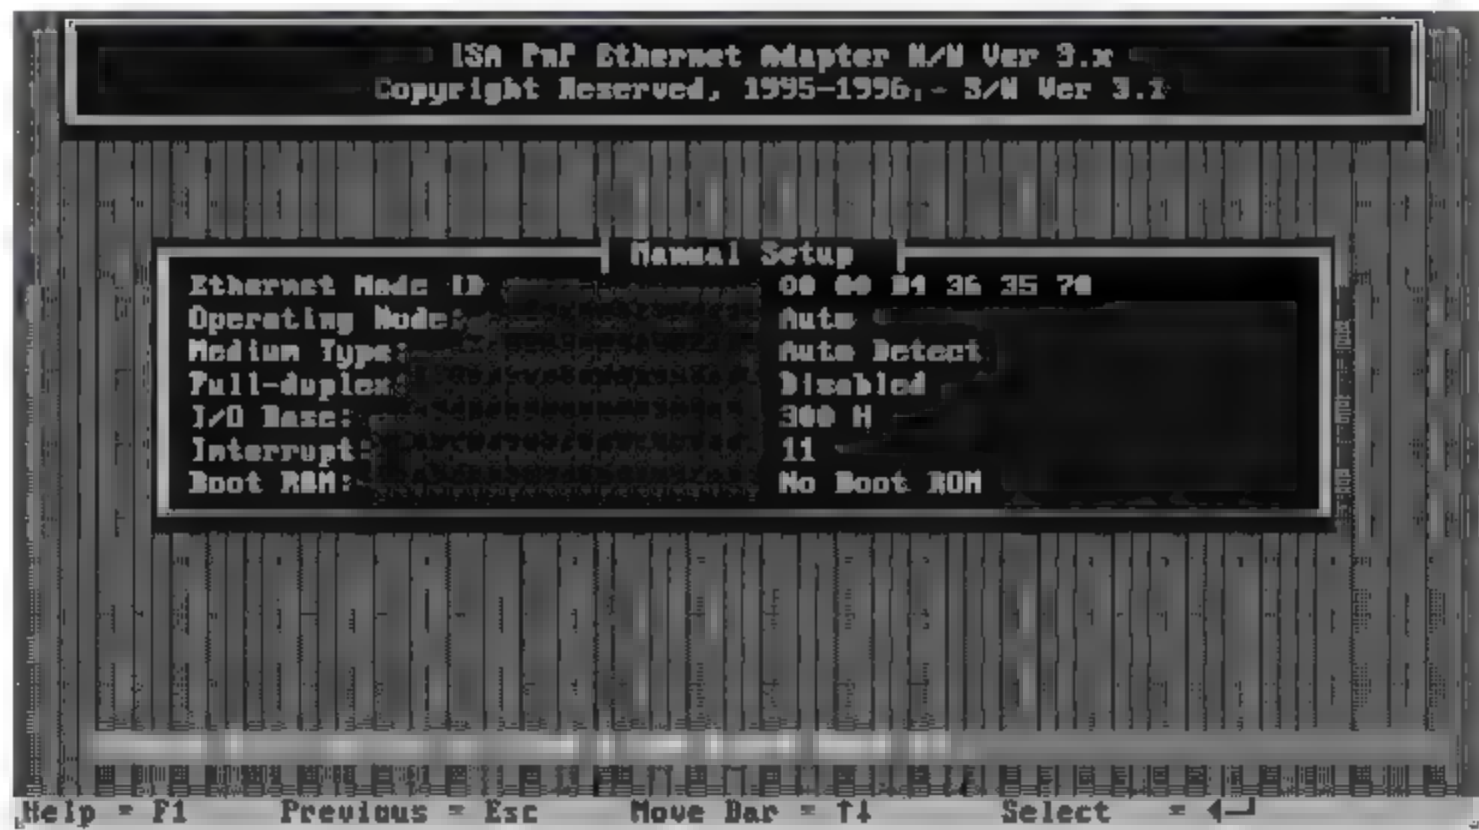 ISA PnP Ethernet Adapter H/W Ver 3.x
Copyright Reserved, 1995-1996, - S/W Ver 3.1
Manual Setup
Ethernet Node ID 00 00 36 35 70
Operating Mode: Auto
Medium Type: Auto Detect
Full-duplex: Disabled
I/O Base: 300 H
Interrupt: 11
Boot ROM: No Boot ROM
Help = F1 Previous = Esc Move Bar = ↑↓ Select = ◄┘